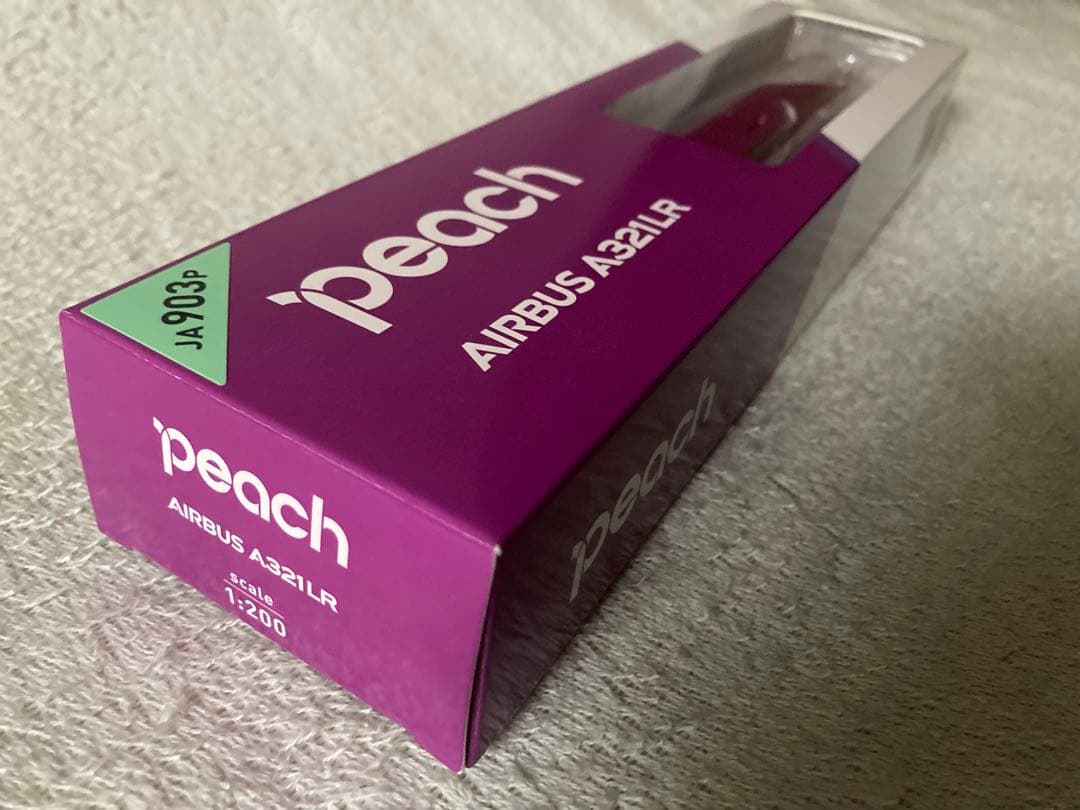 JA903P
peach
AIRBUS A321LR
peach
AIRBUS A321LR
scale
1:200
peach